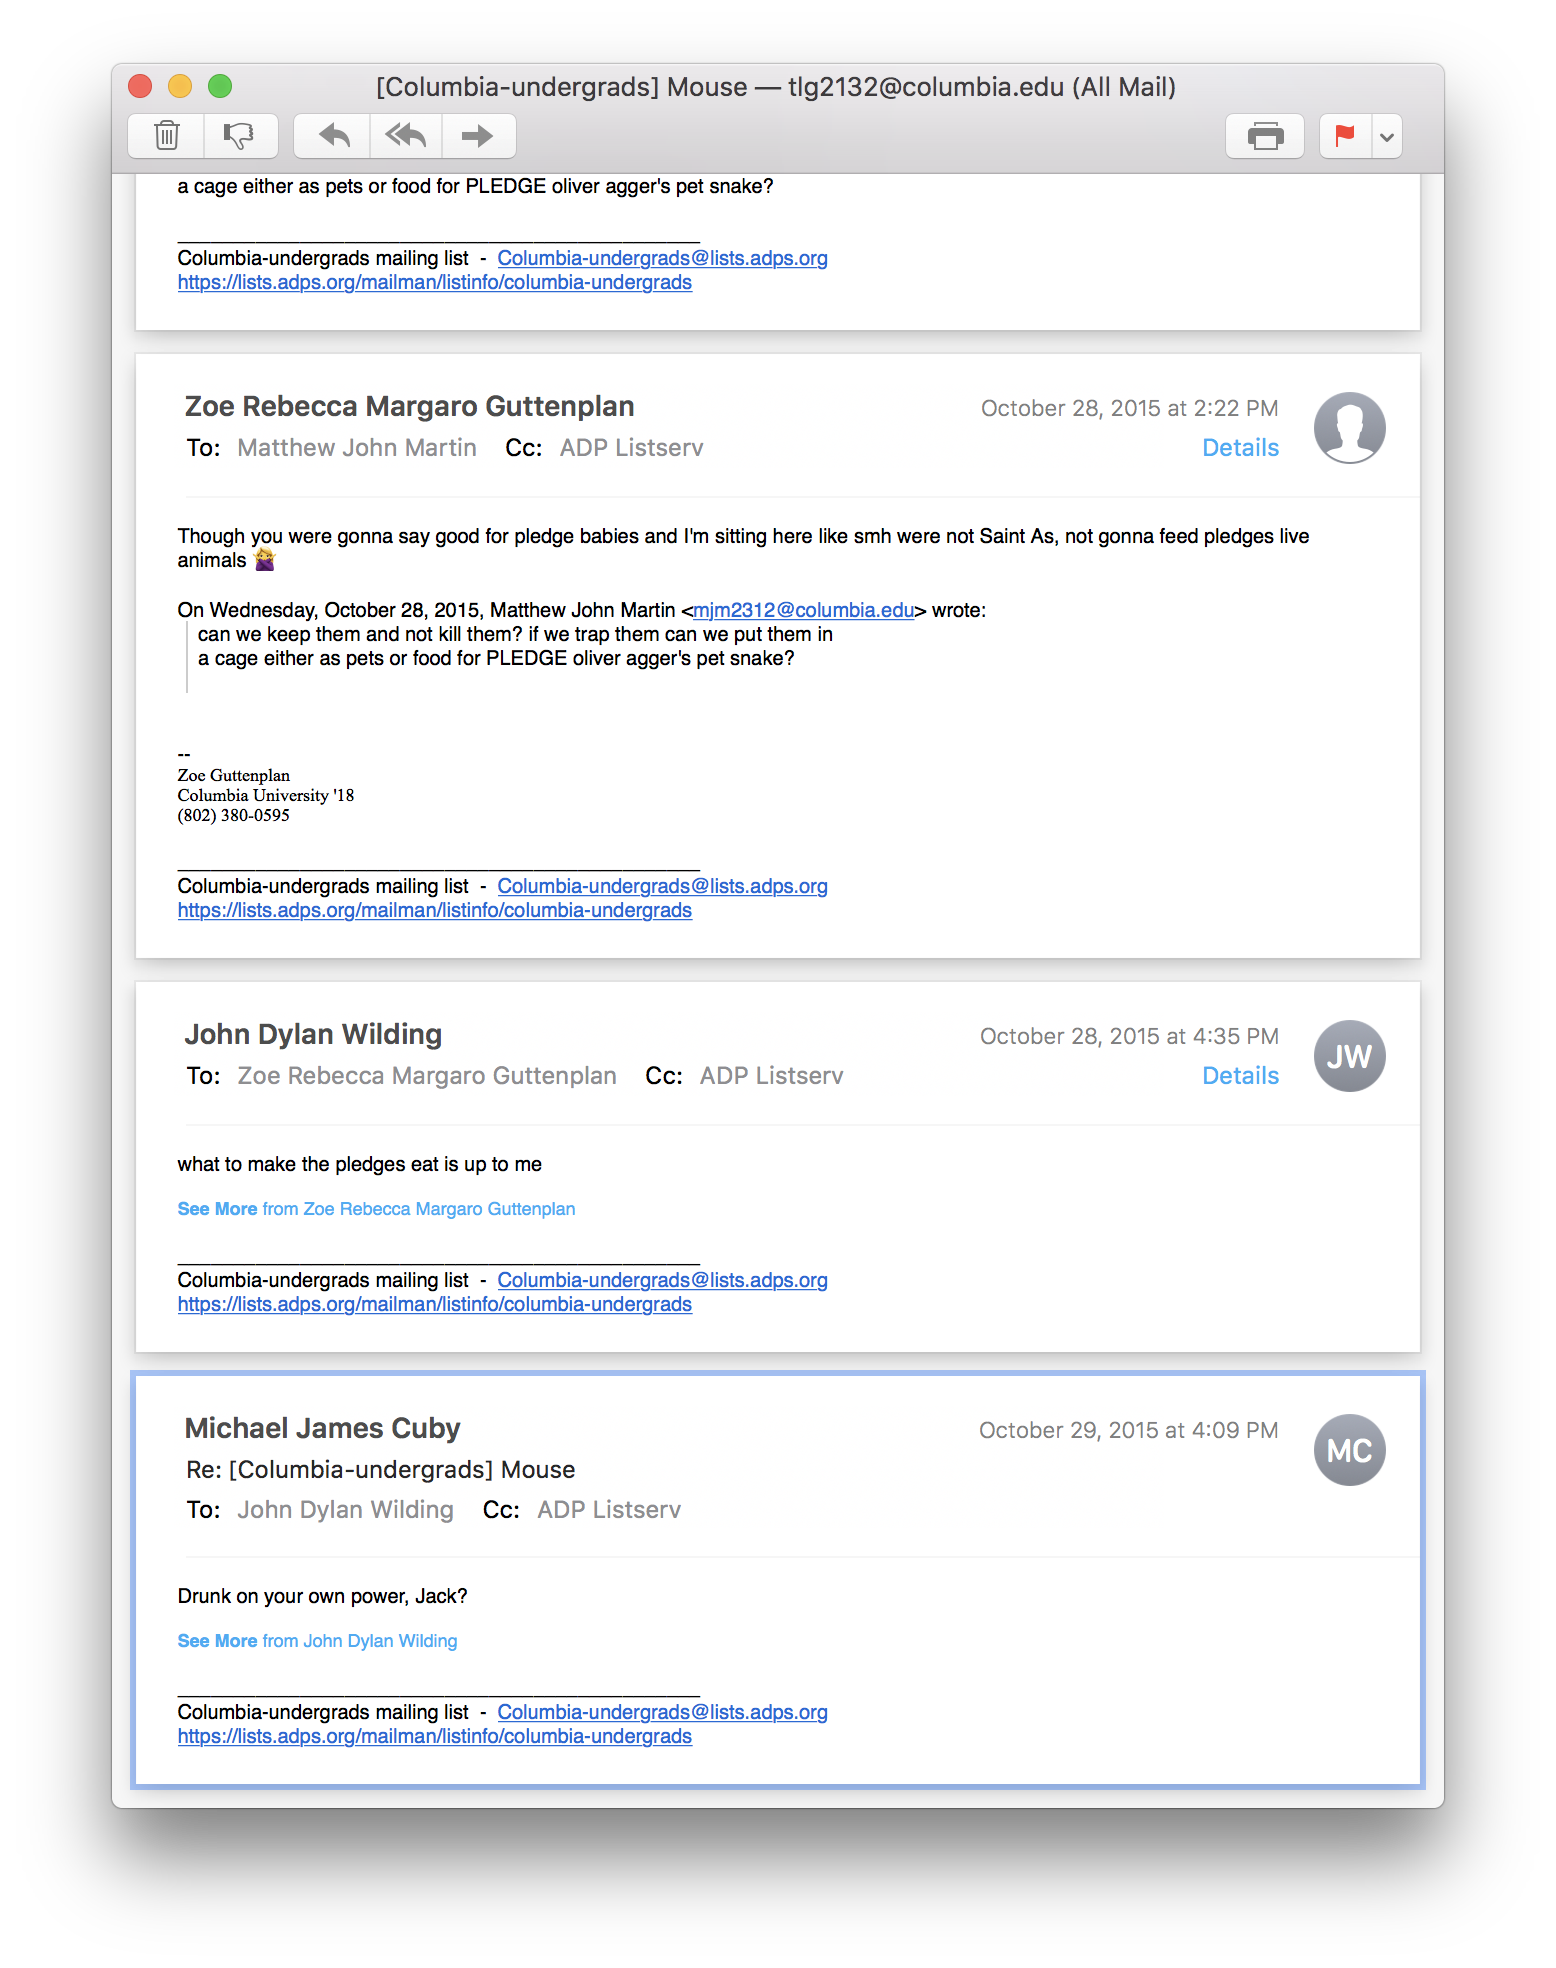 [Columbia-undergrads] Mouse — tlg2132@columbia.edu (All Mail)
a cage either as pets or food for PLEDGE oliver agger's pet snake?
_______________________________________________
Columbia-undergrads mailing list - Columbia-undergrads@lists.adps.org
https://lists.adps.org/mailman/listinfo/columbia-undergrads
Zoe Rebecca Margaro Guttenplan
October 28, 2015 at 2:22 PM
To: Matthew John Martin Cc: ADP Listserv
Details
Though you were gonna say good for pledge babies and I'm sitting here like smh were not Saint As, not gonna feed pledges live
animals 🙅
On Wednesday, October 28, 2015, Matthew John Martin <mjm2312@columbia.edu> wrote:
can we keep them and not kill them? if we trap them can we put them in
a cage either as pets or food for PLEDGE oliver agger's pet snake?
--
Zoe Guttenplan
Columbia University '18
(802) 380-0595
_______________________________________________
Columbia-undergrads mailing list - Columbia-undergrads@lists.adps.org
https://lists.adps.org/mailman/listinfo/columbia-undergrads
John Dylan Wilding
October 28, 2015 at 4:35 PM
JW
To: Zoe Rebecca Margaro Guttenplan Cc: ADP Listserv
Details
what to make the pledges eat is up to me
See More from Zoe Rebecca Margaro Guttenplan
_______________________________________________
Columbia-undergrads mailing list - Columbia-undergrads@lists.adps.org
https://lists.adps.org/mailman/listinfo/columbia-undergrads
Michael James Cuby
October 29, 2015 at 4:09 PM
MC
Re: [Columbia-undergrads] Mouse
To: John Dylan Wilding Cc: ADP Listserv
Drunk on your own power, Jack?
See More from John Dylan Wilding
_______________________________________________
Columbia-undergrads mailing list - Columbia-undergrads@lists.adps.org
https://lists.adps.org/mailman/listinfo/columbia-undergrads